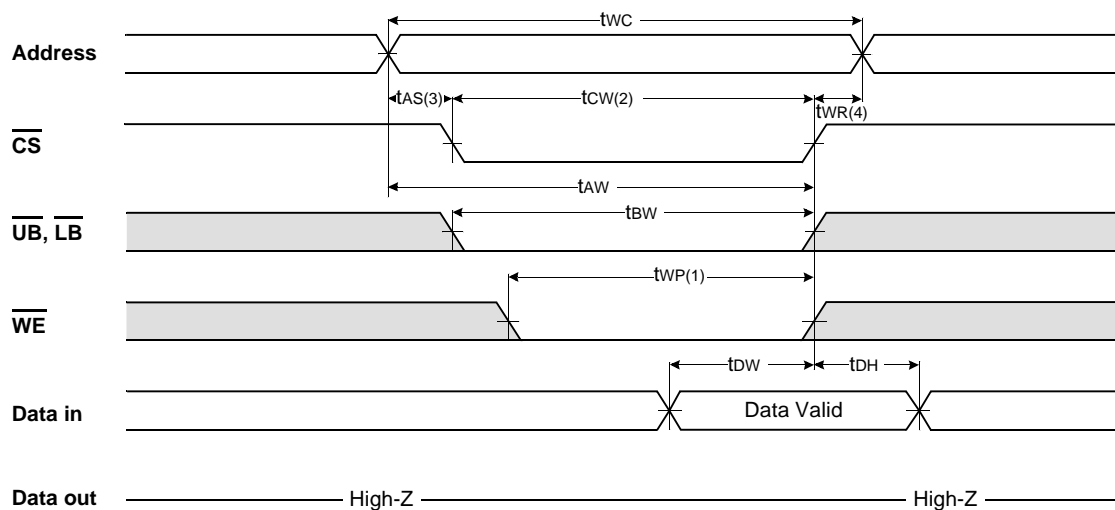 tWC
Address
tAS(3) tCW(2) tWR(4)
CS
tAW
UB, LB
tBW
tWP(1)
WE
tDW tDH
Data in Data Valid
Data out High-Z High-Z